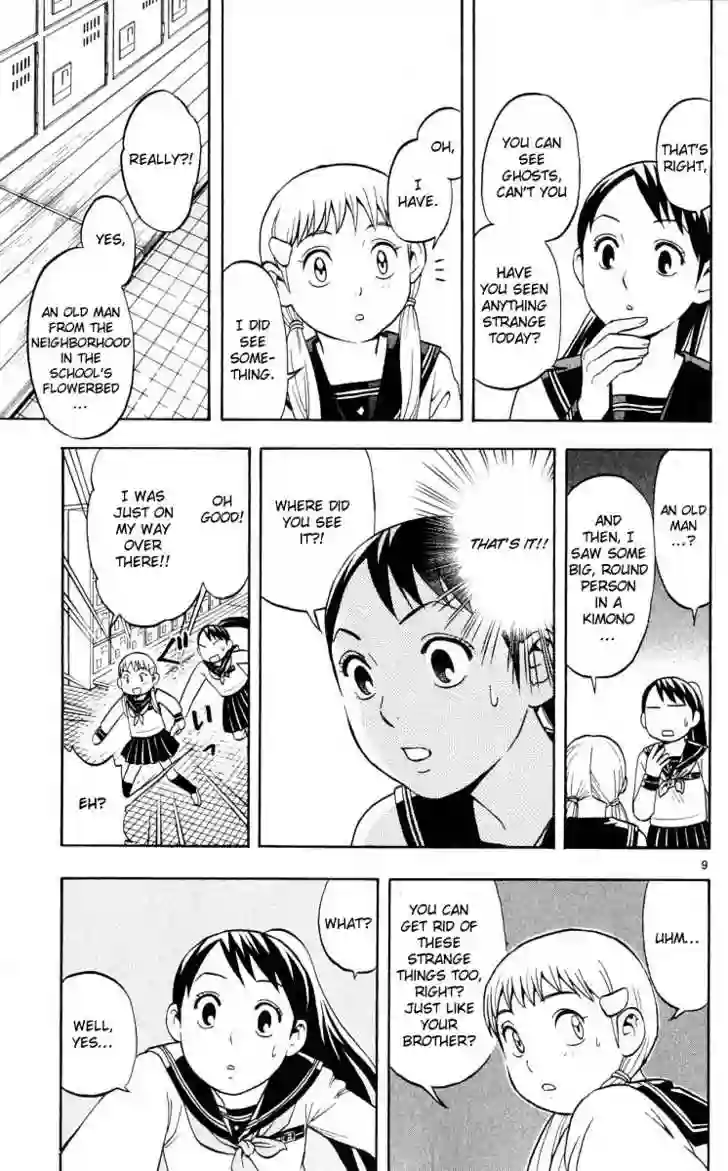 THAT'S
RIGHT,
YOU CAN
SEE
GHOSTS,
CAN'T YOU
HAVE
YOU SEEN
ANYTHING
STRANGE
TODAY?
OH,
I
HAVE.
I DID
SEE
SOME-
THING.
REALLY?!
YES,
AN OLD MAN
FROM THE
NEIGHBORHOOD
IN THE
SCHOOL'S
FLOWERBED
...
AN OLD
MAN
...?
AND
THEN, I
SAW SOME
BIG, ROUND
PERSON
IN A
KIMONO
...
THAT'S IT!!
WHERE DID
YOU SEE
IT?!
OH
GOOD!
I WAS
JUST ON
MY WAY
OVER
THERE!!
ぐい
EH?
9
UHM...
YOU CAN
GET RID OF
THESE
STRANGE
THINGS TOO,
RIGHT?
JUST LIKE
YOUR
BROTHER?
WHAT?
WELL,
YES...